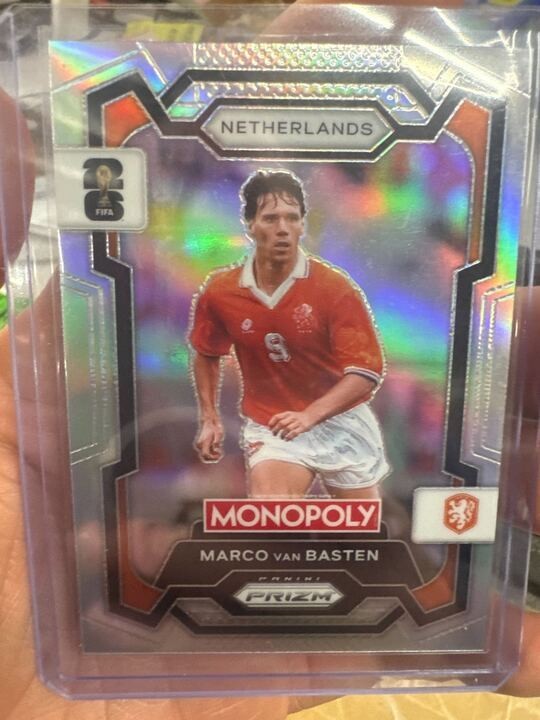 NETHERLANDS
26
FIFA
9
MONOPOLY
MARCO VAN BASTEN
PANINI
PRIZM